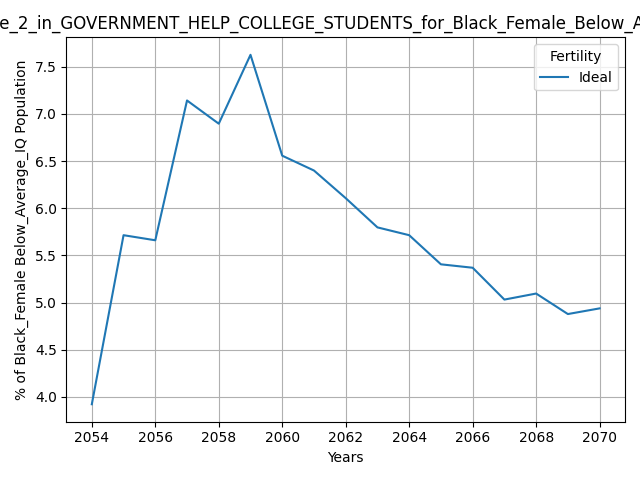 e_2_in_GOVERNMENT_HELP_COLLEGE_STUDENTS_for_Black_Female_Below_A
Fertility
Ideal
% of Black_Female Below_Average_IQ Population
7.5
7.0
6.5
6.0
5.5
5.0
4.5
4.0
2054 2056 2058 2060 2062 2064 2066 2068 2070
Years